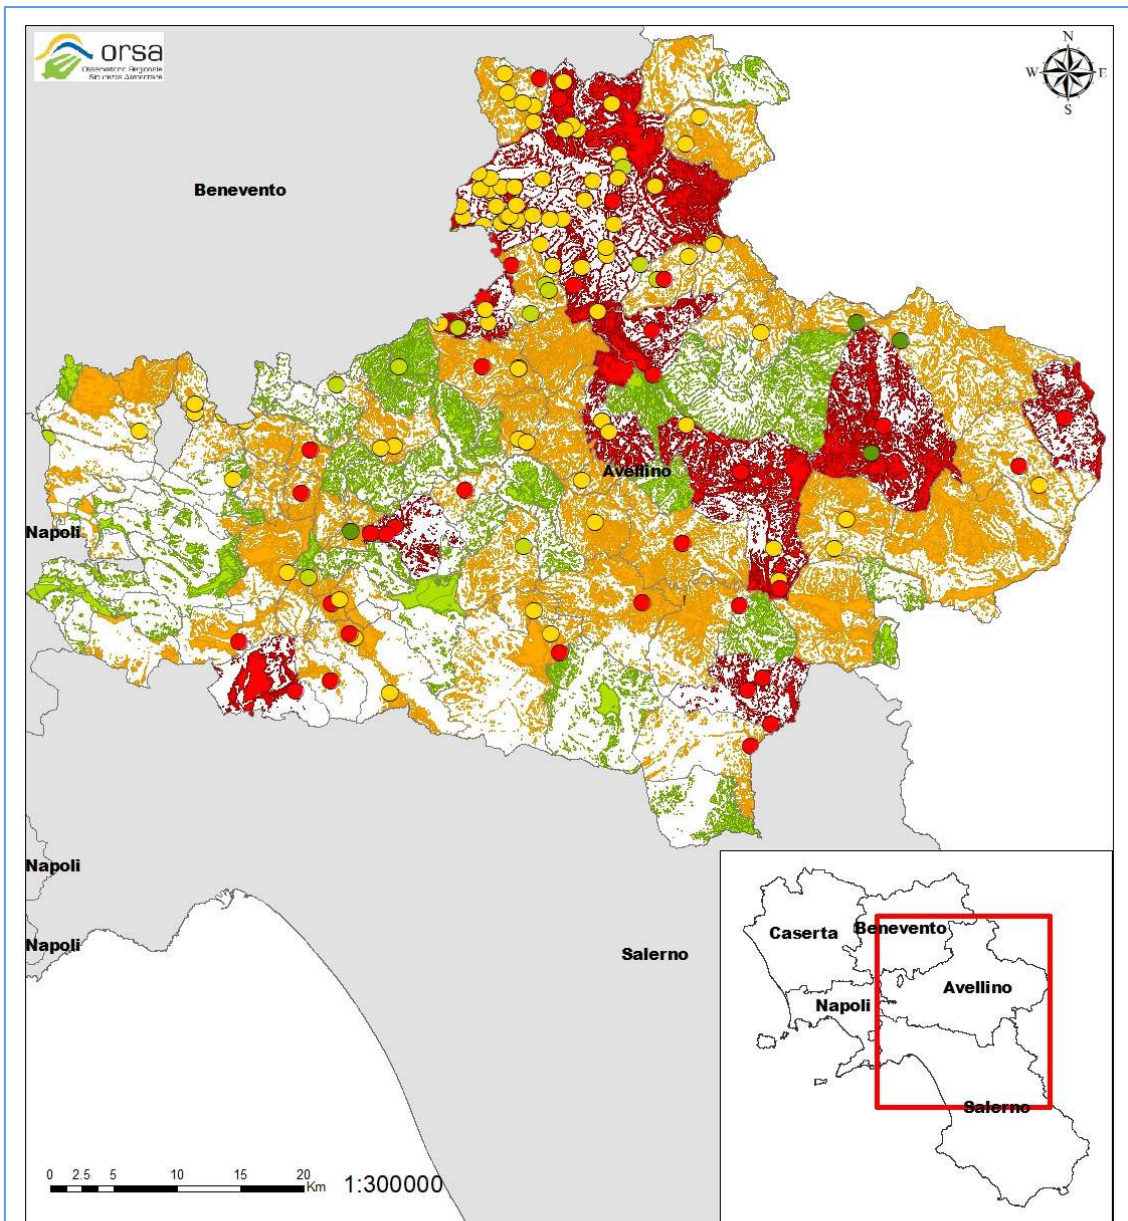 orsa
Osservatorio Regionale
Sicurezza Alimentare
N
W
E
S
Benevento
Avellino
Napoli
Napoli
Napoli
Salerno
0 2.5 5 10 15 20
Km
1:300000
Caserta
Benevento
Napoli
Avellino
Salerno